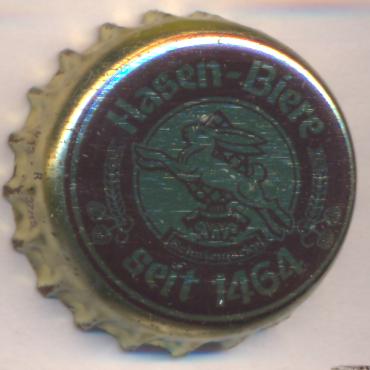 Hasen-Biere
seit 1464